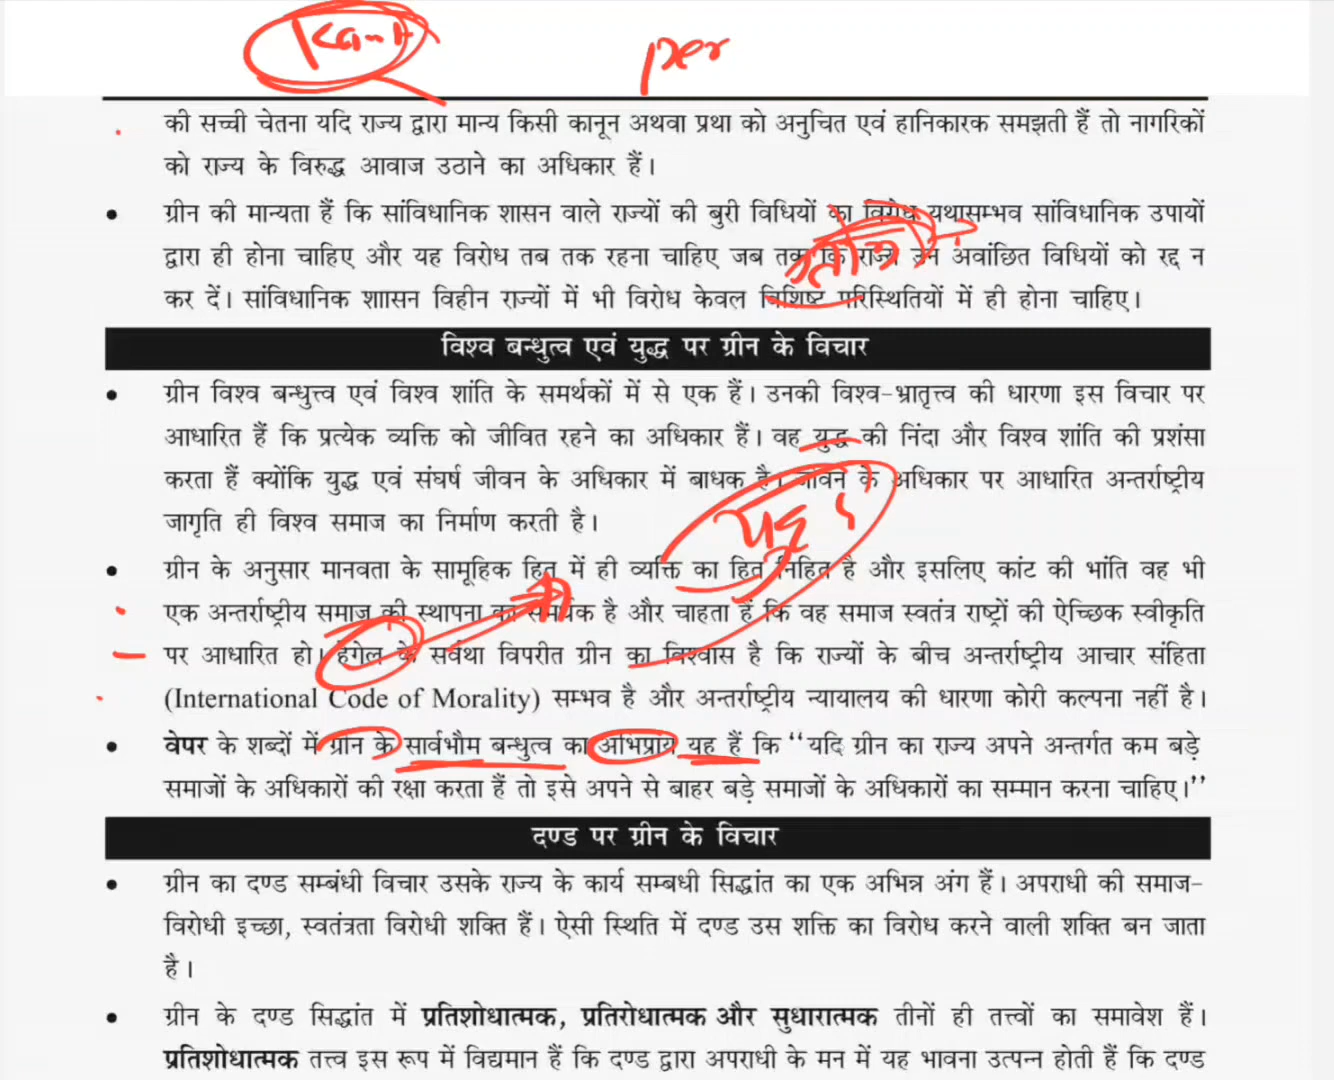 Kant
per
की सच्ची चेतना यदि राज्य द्वारा मान्य किसी कानून अथवा प्रथा को अनुचित एवं हानिकारक समझती हैं तो नागरिकों
को राज्य के विरुद्ध आवाज उठाने का अधिकार हैं।
ग्रीन की मान्यता हैं कि सांविधानिक शासन वाले राज्यों की बुरी विधियों का विरोध यथासम्भव सांविधानिक उपायों
द्वारा ही होना चाहिए और यह विरोध तब तक रहना चाहिए जब तक कि राज्य उन अवांछित विधियों को रद्द न
कर दें। सांविधानिक शाासन विहीन राज्यों में भी विरोध केवल विशिष्ट परिस्थितियों में ही होना चाहिए।
विश्व बन्धुत्व एवं युद्ध पर ग्रीन के विचार
ग्रीन विश्व बन्धुत्त्व एवं विश्व शांति के समर्थकों में से एक हैं। उनकी विश्व-भ्रातृत्त्व की धारणा इस विचार पर
आधारित हैं कि प्रत्येक व्यक्ति को जीवित रहने का अधिकार हैं। वह युद्ध की निंदा और विश्व शांति की प्रशंसा
करता हैं क्योंकि युद्ध एवं संघर्ष जीवन के अधिकार में बाधक है। जीवन के अधिकार पर आधारित अन्तर्राष्ट्रीय
जागृति ही विश्व समाज का निर्माण करती है।
ग्रीन के अनुसार मानवता के सामूहिक हित में ही व्यक्ति का हित निहित है और इसलिए कांट की भांति वह भी
एक अन्तर्राष्ट्रीय समाज की स्थापना का समर्थक है और चाहता हैं कि वह समाज स्वतंत्र राष्ट्रों की ऐच्छिक स्वीकृति
पर आधारित हो। हेगेल के सर्वथा विपरीत ग्रीन का विश्वास है कि राज्यों के बीच अन्तर्राष्ट्रीय आचार संहिता
(International Code of Morality) सम्भव है और अन्तर्राष्ट्रीय न्यायालय की धारणा कोरी कल्पना नहीं है।
वेपर के शब्दों में ग्रीन के सार्वभौम बन्धुत्व का अभिप्राय यह हैं कि ‘‘यदि ग्रीन का राज्य अपने अन्तर्गत कम बड़े
समाजों के अधिकारों की रक्षा करता हैं तो इसे अपने से बाहर बड़े समाजों के अधिकारों का सम्मान करना चाहिए।’’
दण्ड पर ग्रीन के विचार
ग्रीन का दण्ड सम्बंधी विचार उसके राज्य के कार्य सम्बधी सिद्धांत का एक अभिन्न अंग हैं। अपराधी की समाज-
विरोधी इच्छा, स्वतंत्रता विरोधी शक्ति हैं। ऐसी स्थिति में दण्ड उस शक्ति का विरोध करने वाली शक्ति बन जाता
है।
ग्रीन के दण्ड सिद्धांत में प्रतिशोधात्मक, प्रतिरोधात्मक और सुधारात्मक तीनों ही तत्त्वों का समावेश हैं।
प्रतिशोधात्मक तत्त्व इस रूप में विद्यमान हैं कि दण्ड द्वारा अपराधी के मन में यह भावना उत्पन्न होती हैं कि दण्ड